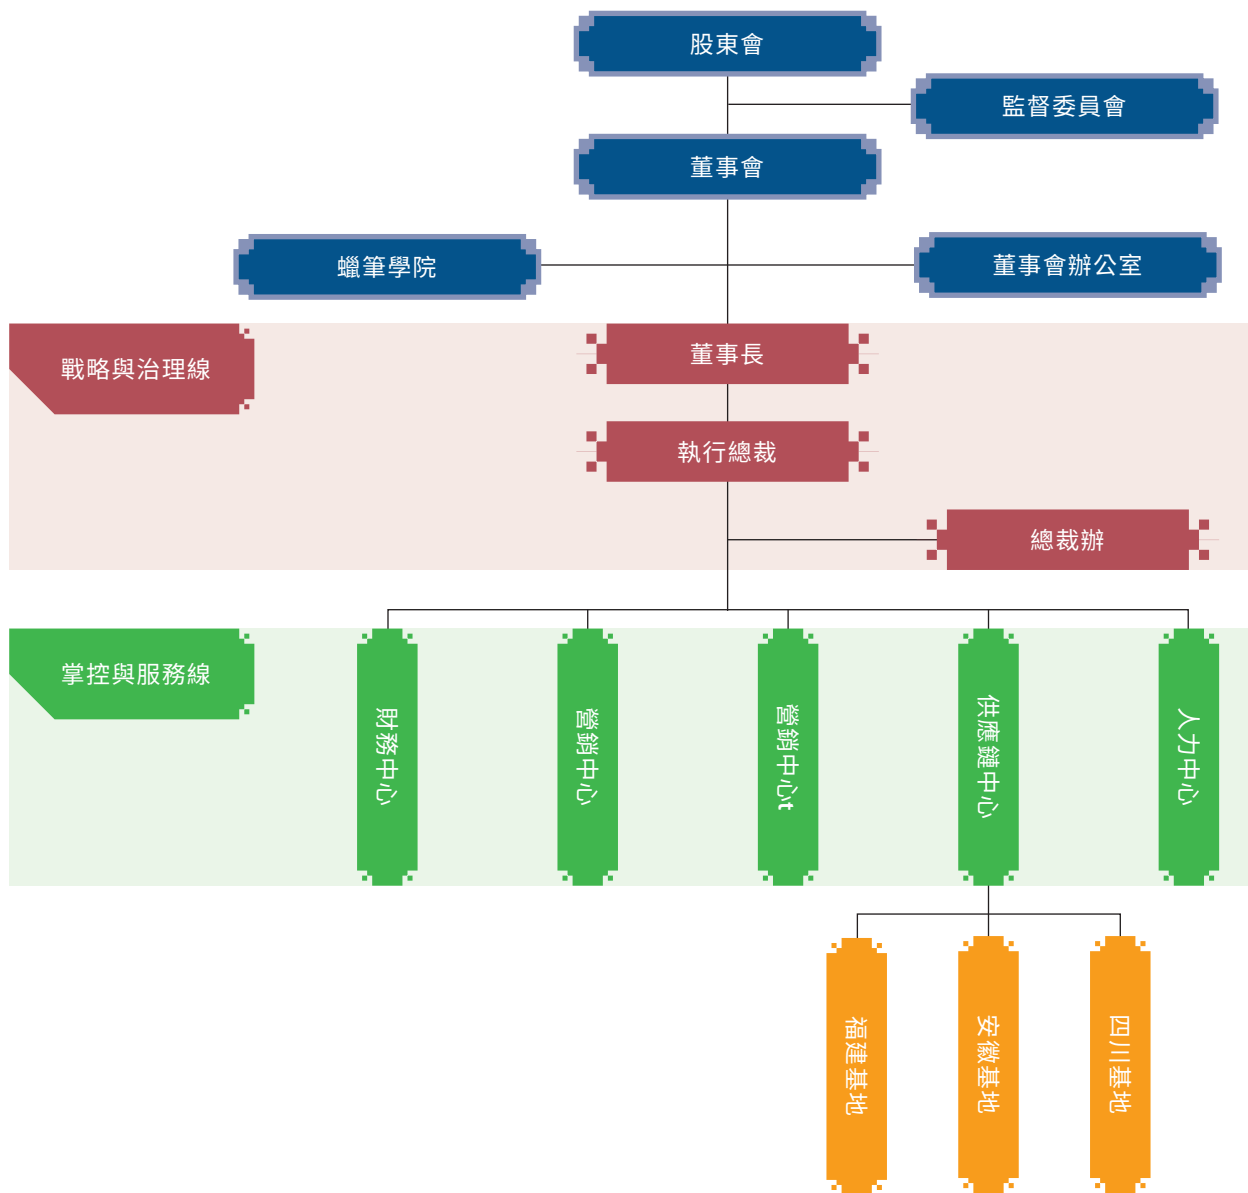 股東會
監督委員會
董事會
蠟筆學院
董事會辦公室
戰略與治理線
董事長
執行總裁
總裁辦
掌控與服務線
財務中心
營銷中心
營銷中心t
供應鏈中心
人力中心
福建基地
安徽基地
四川基地